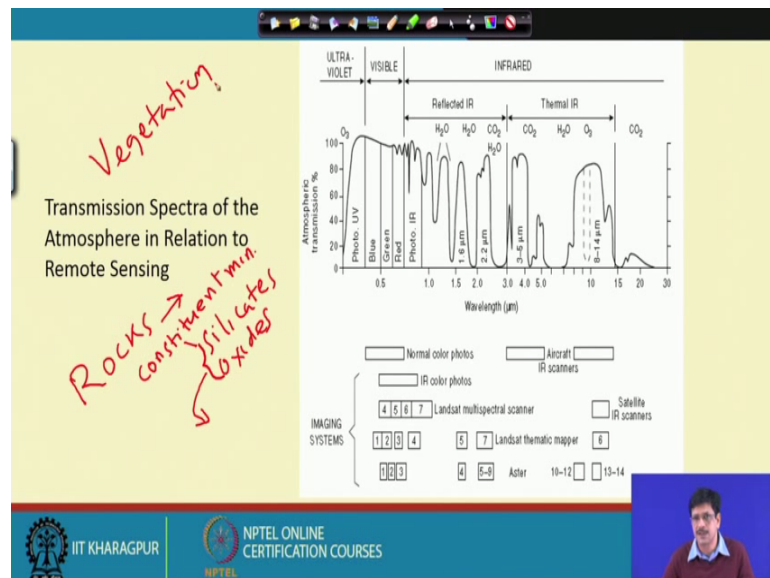 Vegetation
Transmission Spectra of the
Atmosphere in Relation to
Remote Sensing
Rocks → constituent min.
silicates
oxides
ULTRA-
VIOLET
VISIBLE
INFRARED
Reflected IR
Thermal IR
O3
H2O
H2O
CO2
H2O
CO2
H2O
O3
CO2
Atmospheric
transmission %
100
80
60
40
20
0
Photo. UV
Blue
Green
Red
Photo. IR
1·6 µm
2.2 µm
3–5 µm
8–14 µm
0.5 1.0 1.5 2.0 3.0 4.0 5.0 10 15 20 30
Wavelength (µm)
Normal color photos
Aircraft
IR scanners
IR color photos
4 5 6 7 Landsat multispectral scanner
Satellite
IR scanners
IMAGING
SYSTEMS
1 2 3 4 5 7 Landsat thematic mapper 6
1 2 3 4 5–9 Aster 10–12 13–14
IIT KHARAGPUR
NPTEL
NPTEL ONLINE
CERTIFICATION COURSES